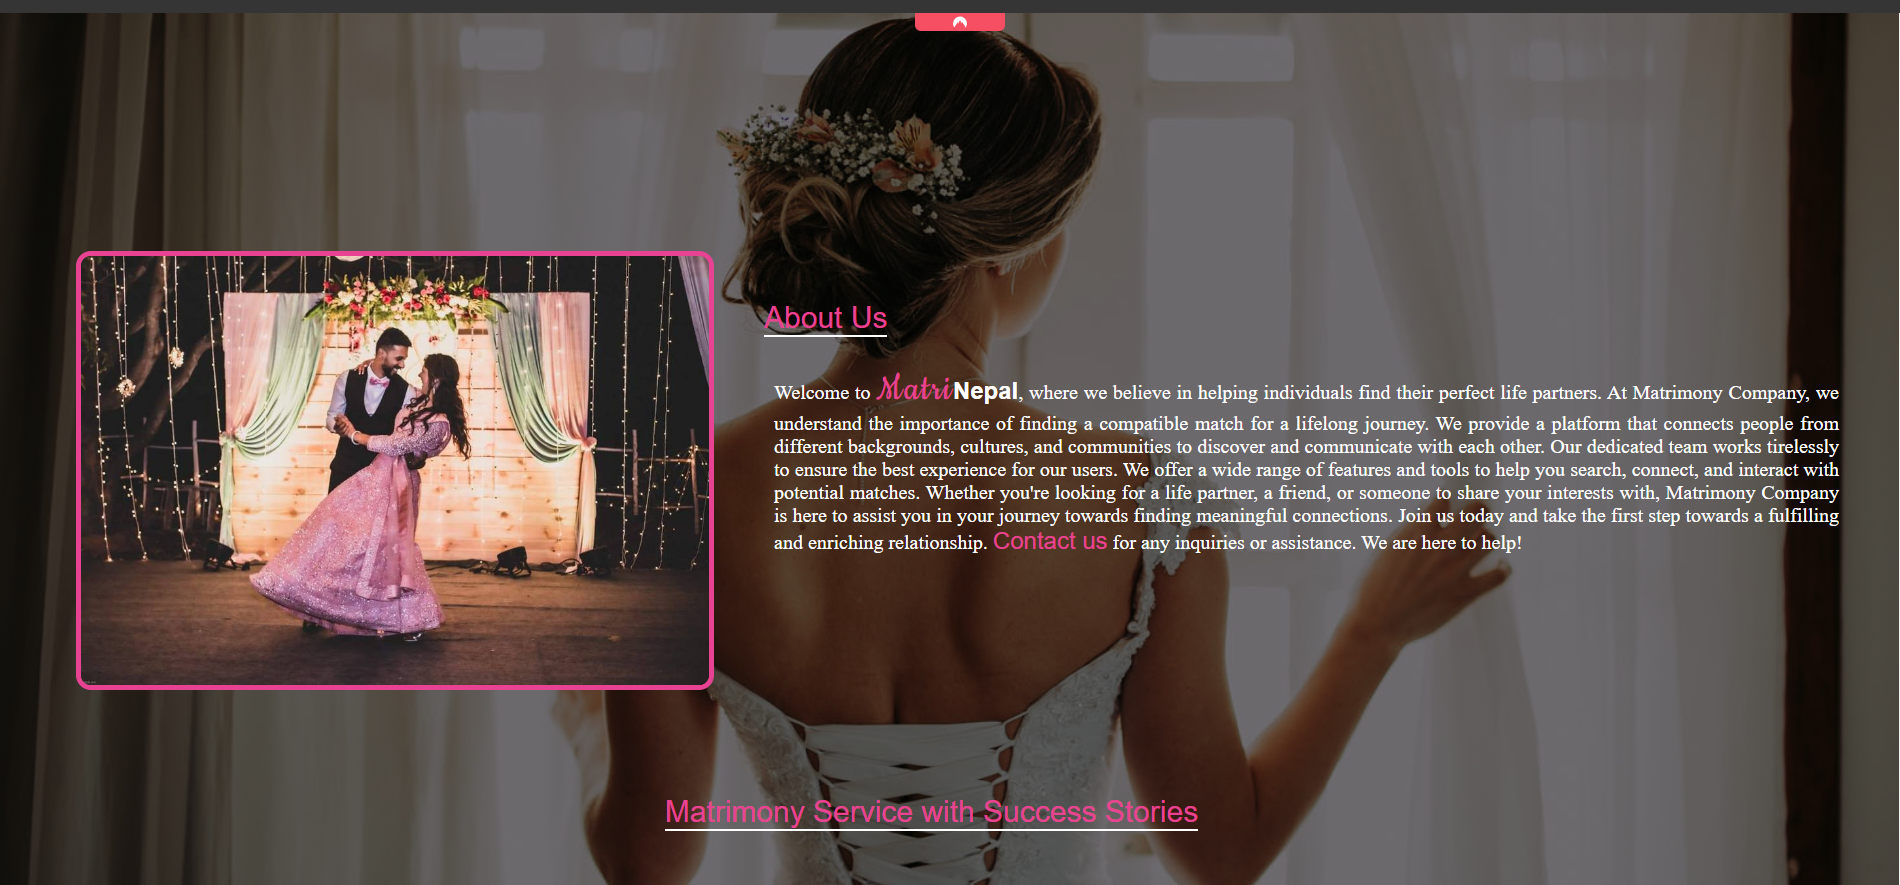 About Us
Welcome to MatriNepal, where we believe in helping individuals find their perfect life partners. At Matrimony Company, we
understand the importance of finding a compatible match for a lifelong journey. We provide a platform that connects people from
different backgrounds, cultures, and communities to discover and communicate with each other. Our dedicated team works tirelessly
to ensure the best experience for our users. We offer a wide range of features and tools to help you search, connect, and interact with
potential matches. Whether you're looking for a life partner, a friend, or someone to share your interests with, Matrimony Company
is here to assist you in your journey towards finding meaningful connections. Join us today and take the first step towards a fulfilling
and enriching relationship. Contact us for any inquiries or assistance. We are here to help!
Matrimony Service with Success Stories